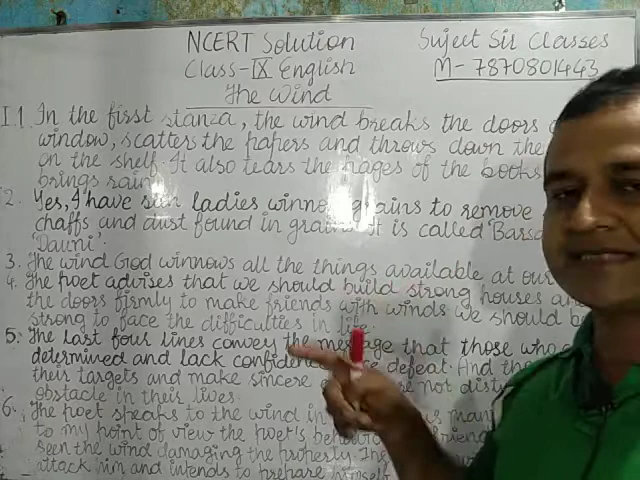 NCERT Solution
Class-IX English
The Wind
Sujeet Sir Classes
M- 7870801443
I 1. In the first stanza, the wind breaks the doors
window, scatters the papers and throws down the
on the shelf. It also tears the pages of the books
brings rain
2. Yes, I have seen ladies winno grains to remove
chaffs and dust found in grain. It is called
'Dauni'.
3. The wind God winnows all the things available at our
4. The poet advises that we should build strong houses
the doors firmly to make friends with winds we should be
strong to face the difficulties in life.
5. The last four lines convey the message that those who
determined and lack confidence defeat. And
their targets and make sincere not
obstacle in their lives.
6. The poet speaks to the wind in
to my point of view the poet's
seen the wind damaging the property. The
attack him and intends to prepare himself